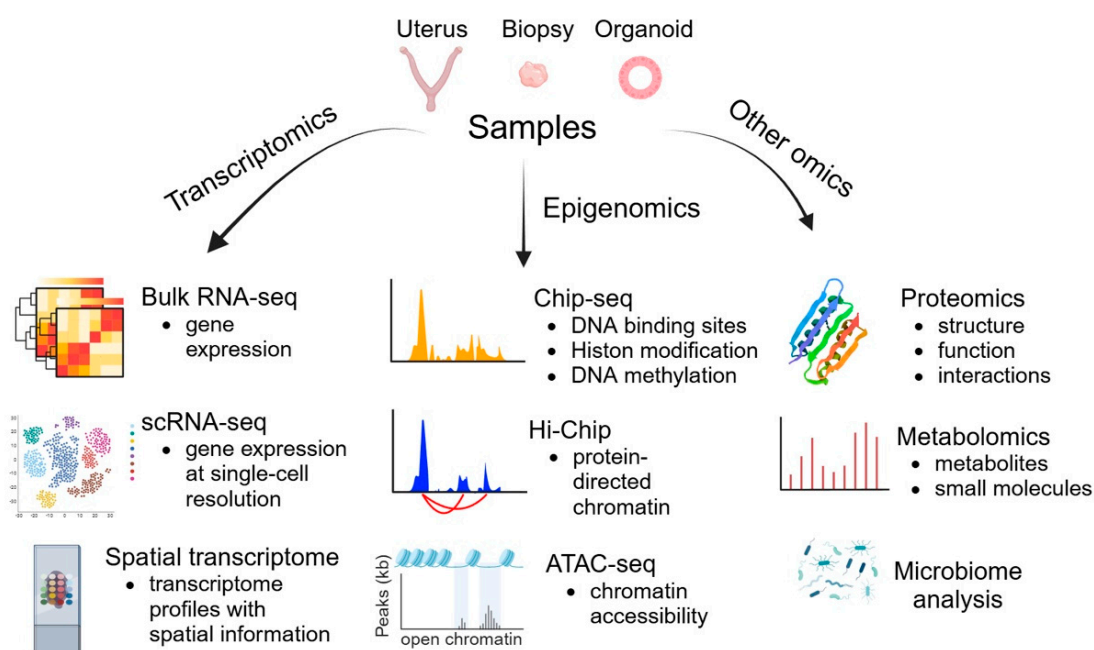 Uterus
Biopsy
Organoid
Samples
Transcriptomics
Epigenomics
Other omics
Bulk RNA-seq
• gene
expression
scRNA-seq
• gene expression
at single-cell
resolution
Spatial transcriptome
• transcriptome
profiles with
spatial information
Chip-seq
• DNA binding sites
• Histon modification
• DNA methylation
Hi-Chip
• protein-
directed
chromatin
Peaks (kb)
open chromatin
ATAC-seq
• chromatin
accessibility
Proteomics
• structure
• function
• interactions
Metabolomics
• metabolites
• small molecules
Microbiome
analysis